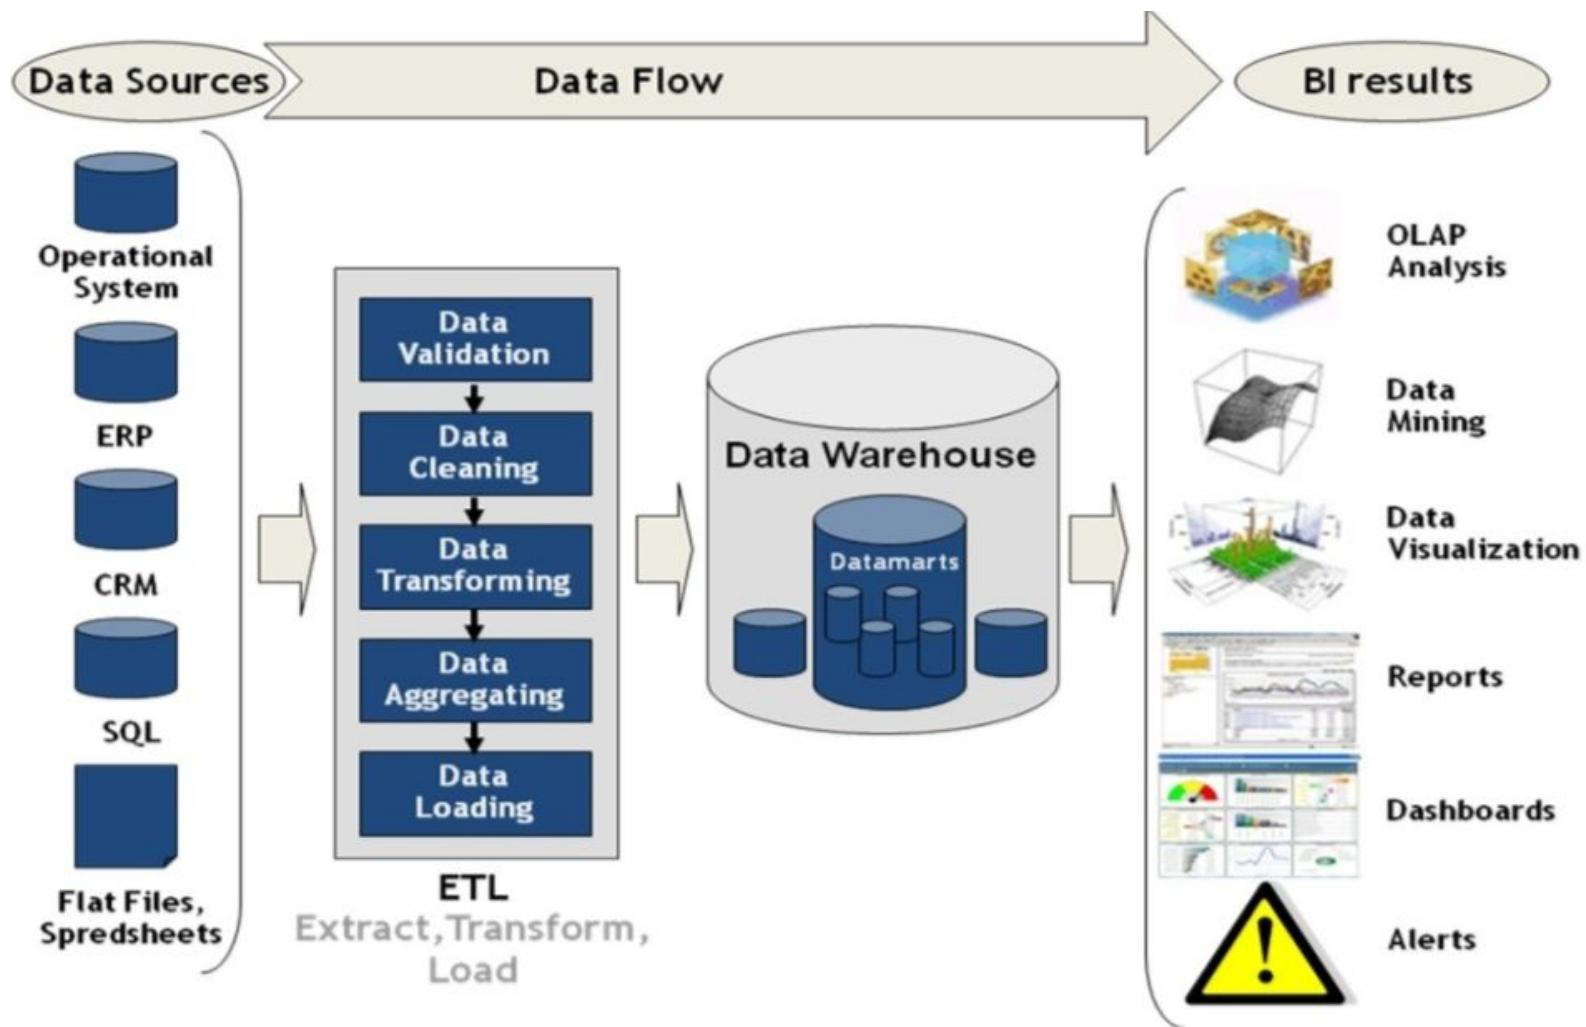 Data Sources
Data Flow
BI results
Operational
System
ERP
CRM
SQL
Flat Files,
Spredsheets
Data
Validation
Data
Cleaning
Data
Transforming
Data
Aggregating
Data
Loading
ETL
Extract, Transform,
Load
Data Warehouse
Datamarts
OLAP
Analysis
Data
Mining
Data
Visualization
Reports
Dashboards
Alerts